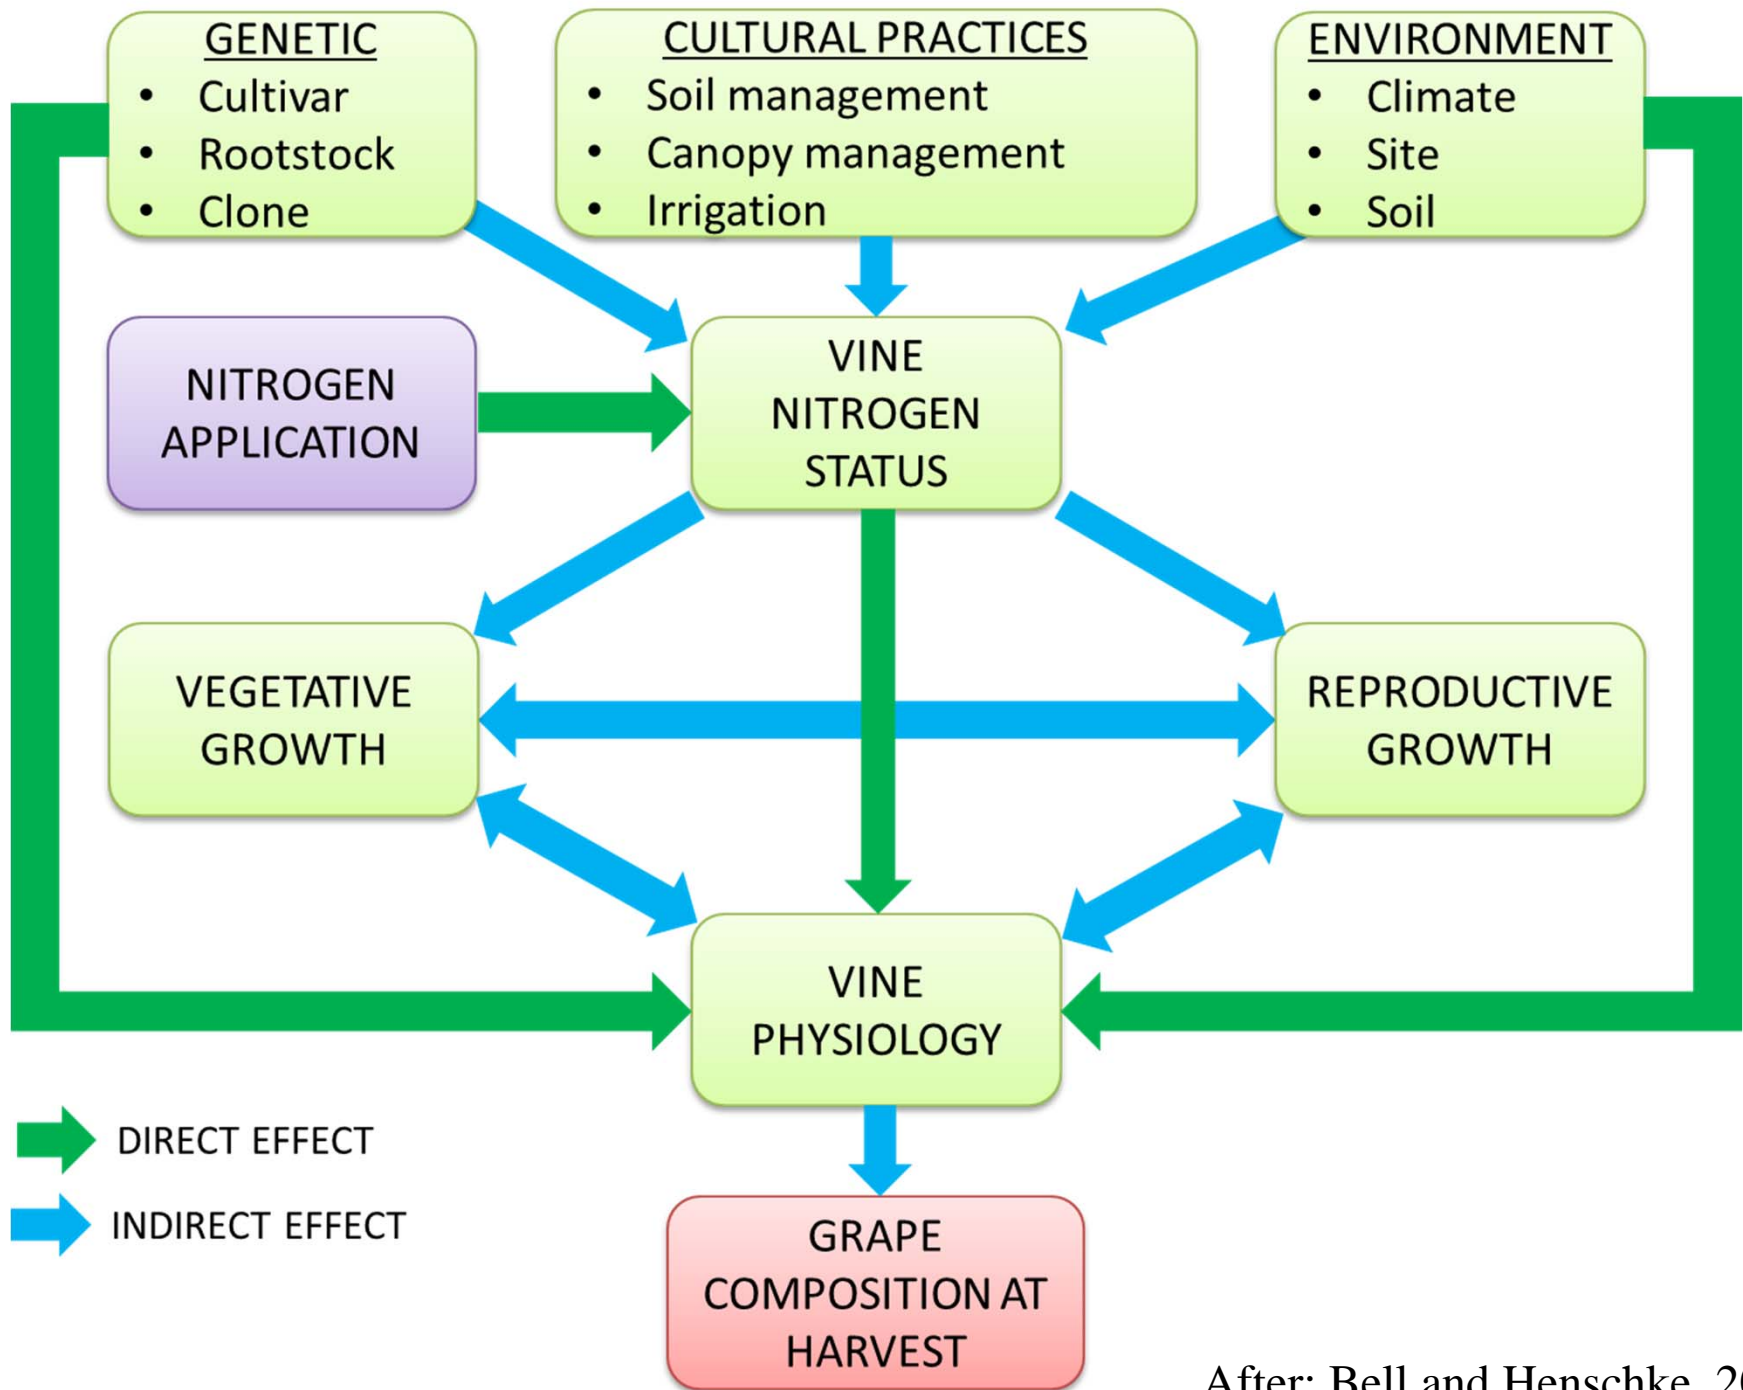 GENETIC
• Cultivar
• Rootstock
• Clone
CULTURAL PRACTICES
• Soil management
• Canopy management
• Irrigation
ENVIRONMENT
• Climate
• Site
• Soil
NITROGEN
APPLICATION
VINE
NITROGEN
STATUS
VEGETATIVE
GROWTH
REPRODUCTIVE
GROWTH
VINE
PHYSIOLOGY
DIRECT EFFECT
INDIRECT EFFECT
GRAPE
COMPOSITION AT
HARVEST
After: Bell and Henschke,